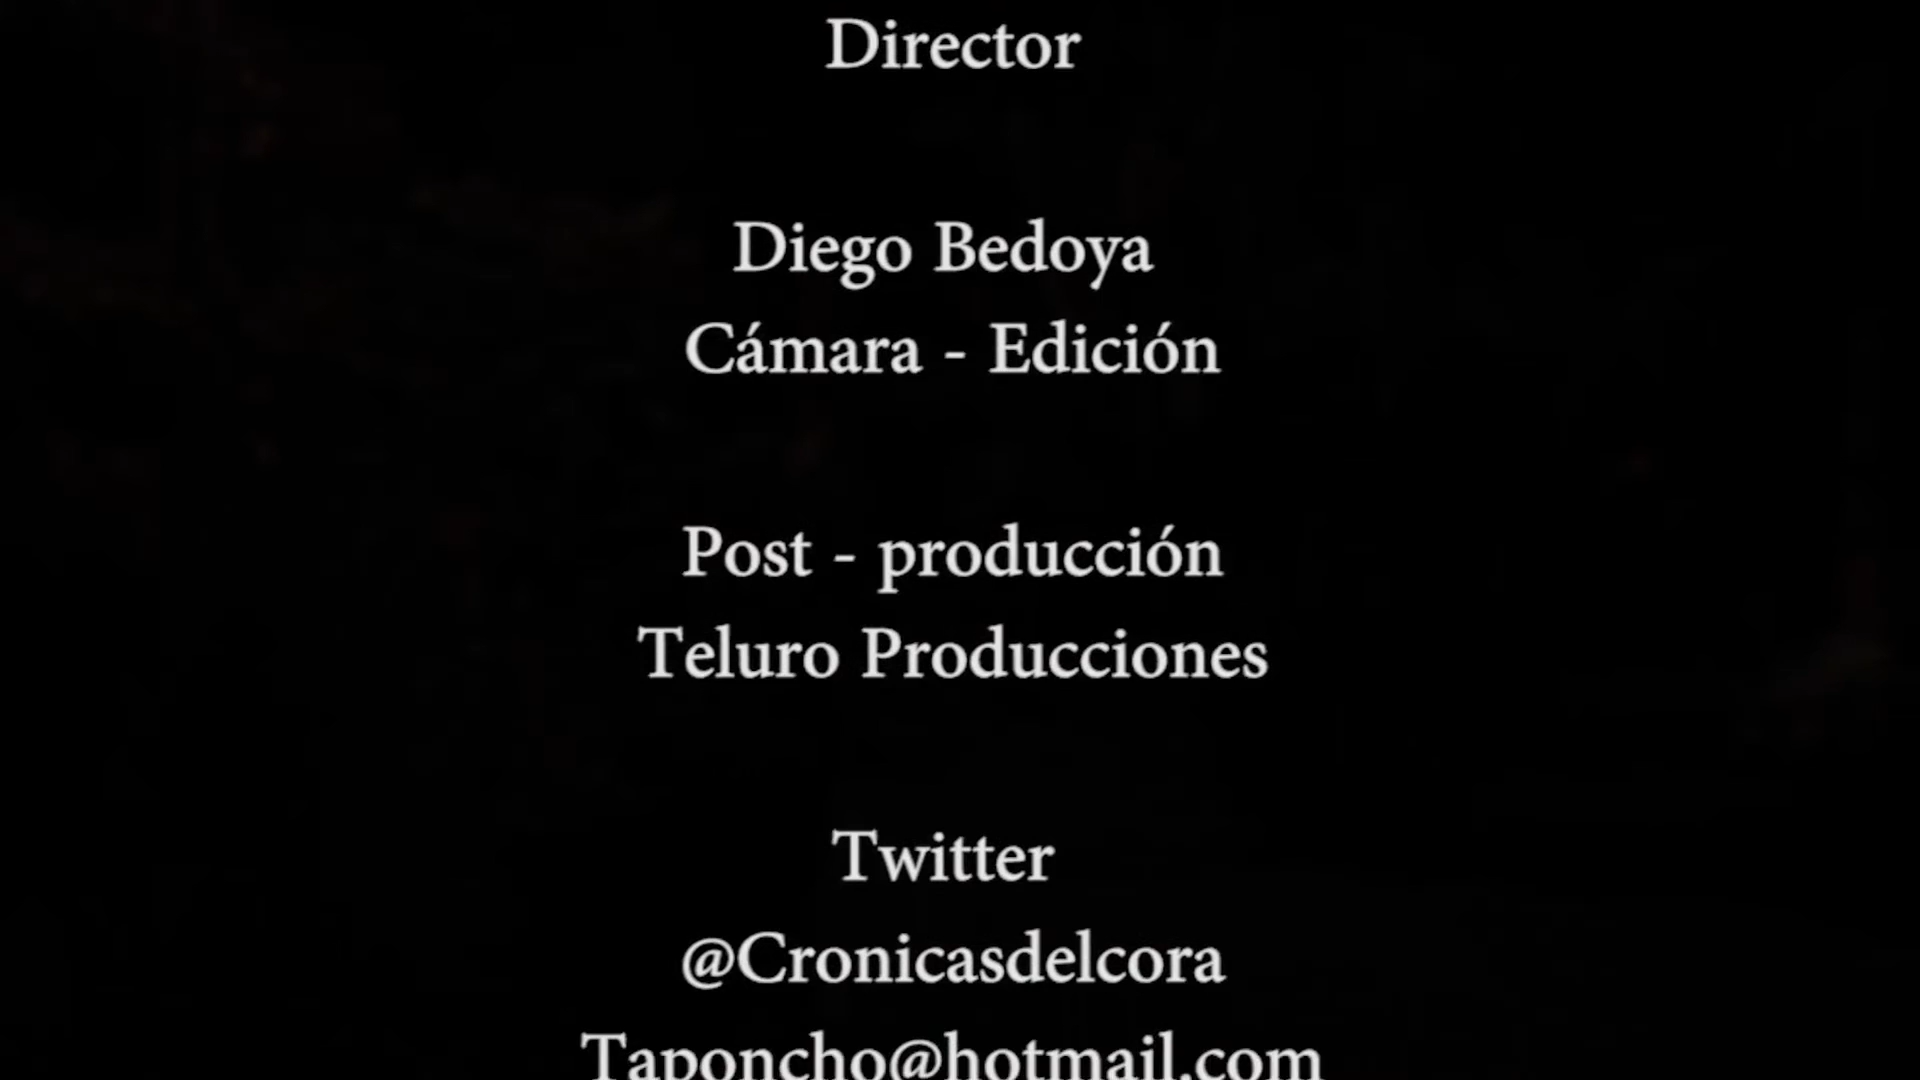 Director
Diego Bedoya
Cámara - Edición
Post - producción
Teluro Producciones
Twitter
@Cronicasdelcora
Taponcho@hotmail.com